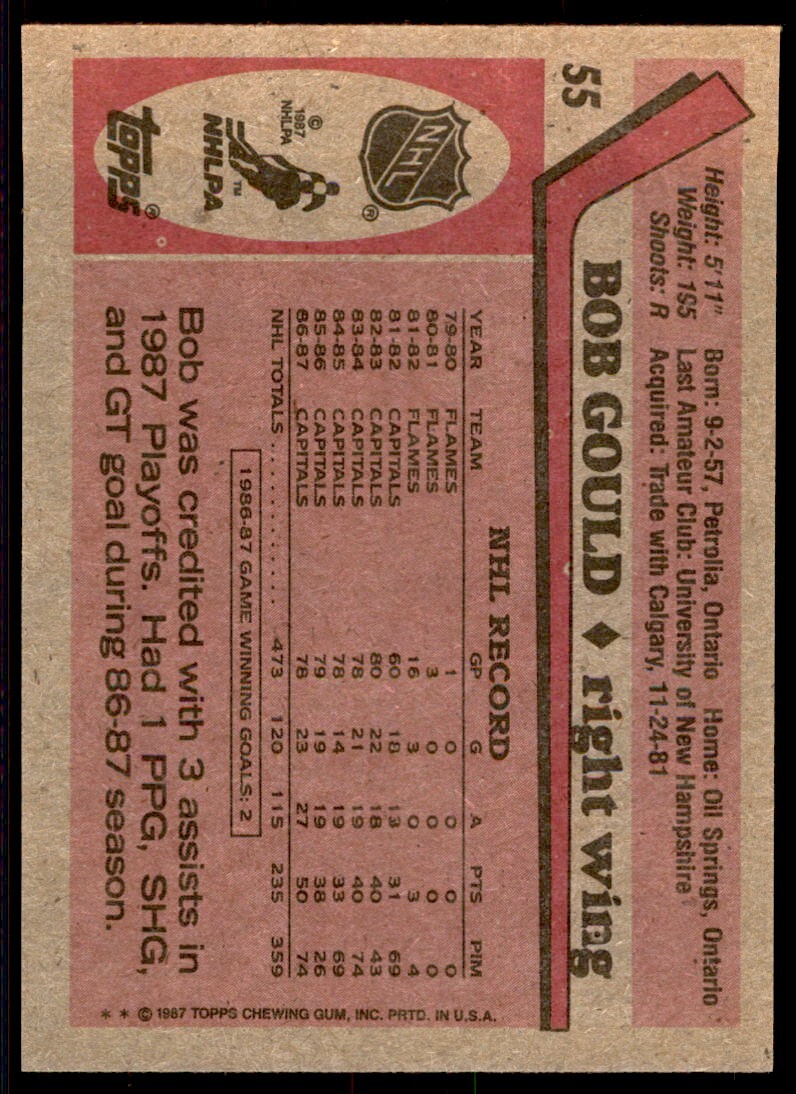 55
Height: 5'11" Born: 9-2-57, Petrolia, Ontario Home: Oil Springs, Ontario
Weight: 195 Last Amateur Club: University of New Hampshire
Shoots: R Acquired: Trade with Calgary, 11-24-81
BOB GOULD ♦ right wing
NHL
®
© 1987 NHLPA
NHLPA
TM
topps®
NHL RECORD
YEAR TEAM GP G A PTS PIM
79-80 FLAMES 1 0 0 0 0
80-81 FLAMES 3 0 0 0 0
81-82 FLAMES 16 3 0 3 4
81-82 CAPITALS 60 18 13 31 69
82-83 CAPITALS 80 22 18 40 43
83-84 CAPITALS 78 21 19 40 74
84-85 CAPITALS 78 14 19 33 69
85-86 CAPITALS 79 19 19 38 26
86-87 CAPITALS 78 23 27 50 74
NHL TOTALS . . . . . . . . . . . . . 473 120 115 235 359
1986-87 GAME WINNING GOALS: 2
Bob was credited with 3 assists in
1987 Playoffs. Had 1 PPG, SHG,
and GT goal during 86-87 season.
* * © 1987 TOPPS CHEWING GUM, INC. PRTD. IN U.S.A.